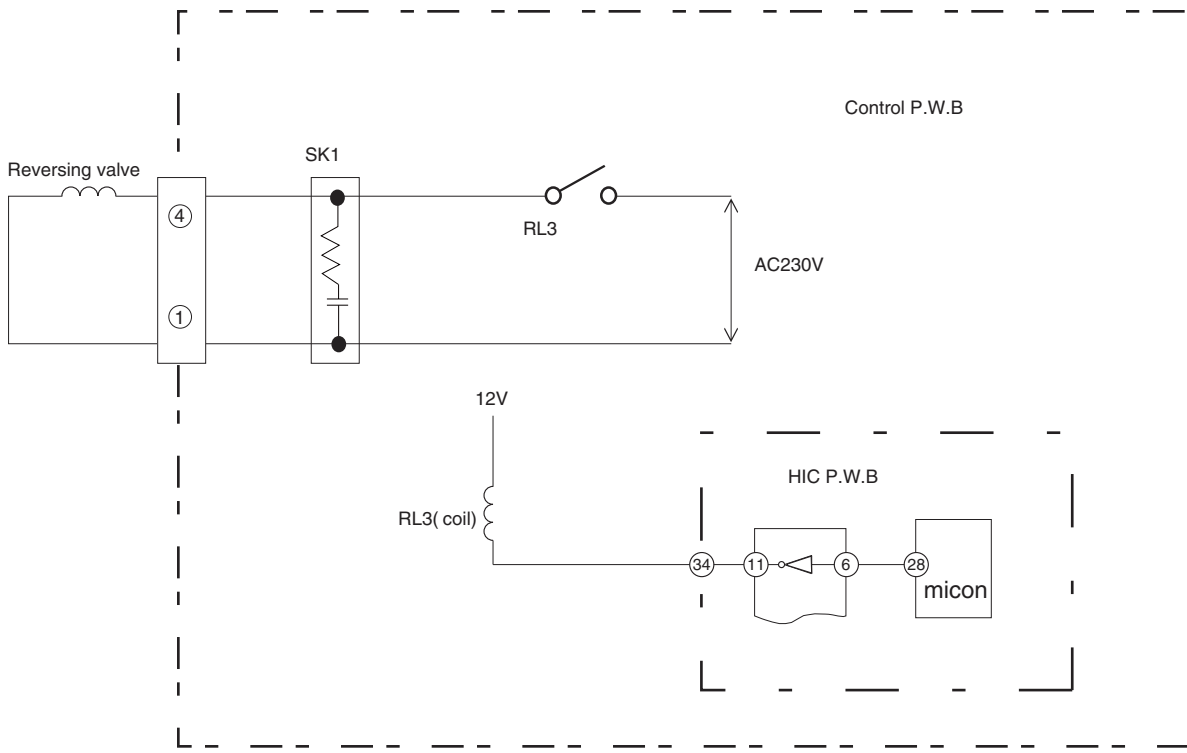 Control P.W.B
SK1
Reversing valve
4
RL3
AC230V
1
12V
HIC P.W.B
RL3( coil)
34
11
6
28
micon